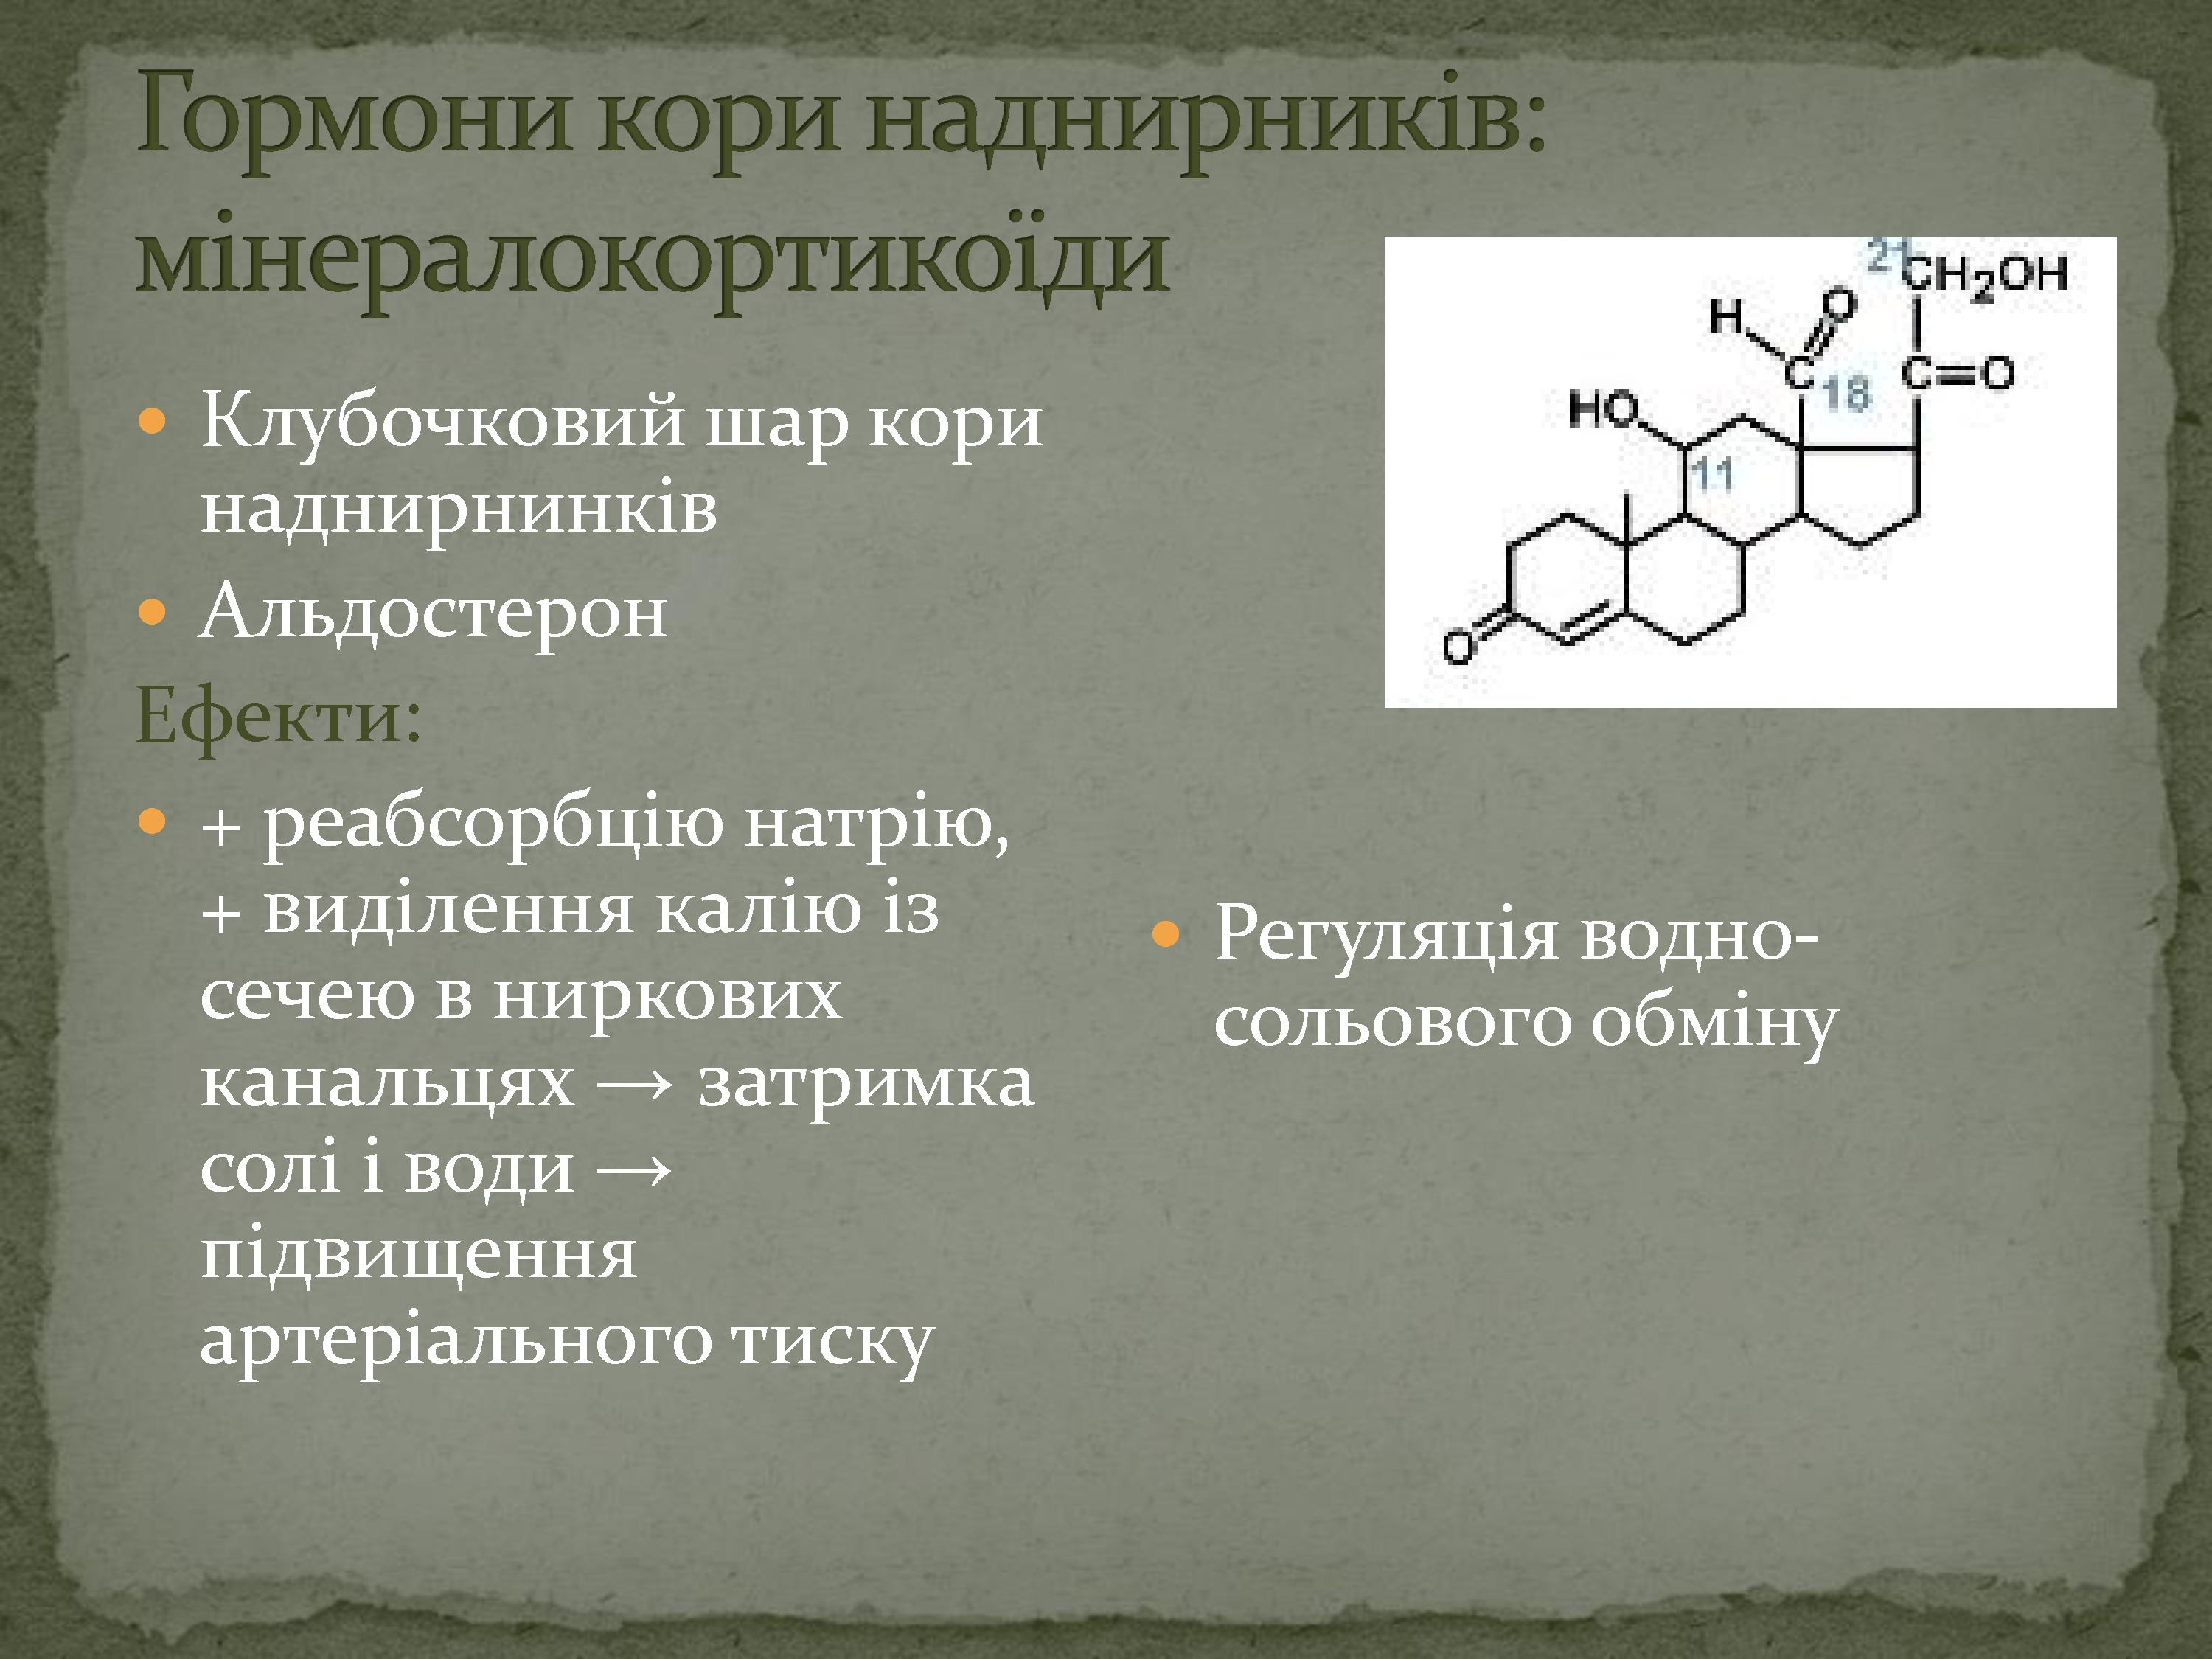 Гормони кори наднирників:
мінералокортикоїди
Клубочковий шар кори
наднирнинків
Альдостерон
Ефекти:
+ реабсорбцію натрію,
+ виділення калію із
сечею в ниркових
канальцях → затримка
солі і води →
підвищення
артеріального тиску
21
CH₂OH
H
O
C
18
C=O
HO
11
O
Регуляція водно-
сольового обміну